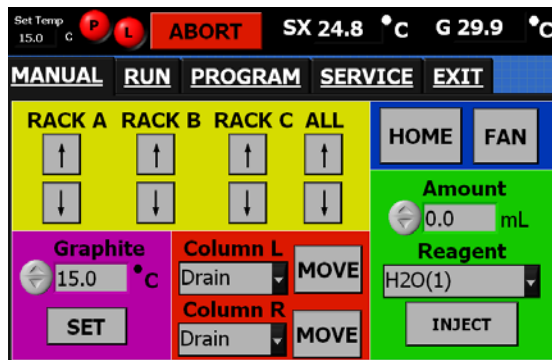 Set Temp
15.0 C P L ABORT SX 24.8 °C G 29.9 °C
MANUAL RUN PROGRAM SERVICE EXIT
RACK A RACK B RACK C ALL
HOME FAN
Amount
0.0 mL
Graphite
15.0 °C
SET
Column L
Drain MOVE
Column R
Drain MOVE
Reagent
H2O(1)
INJECT